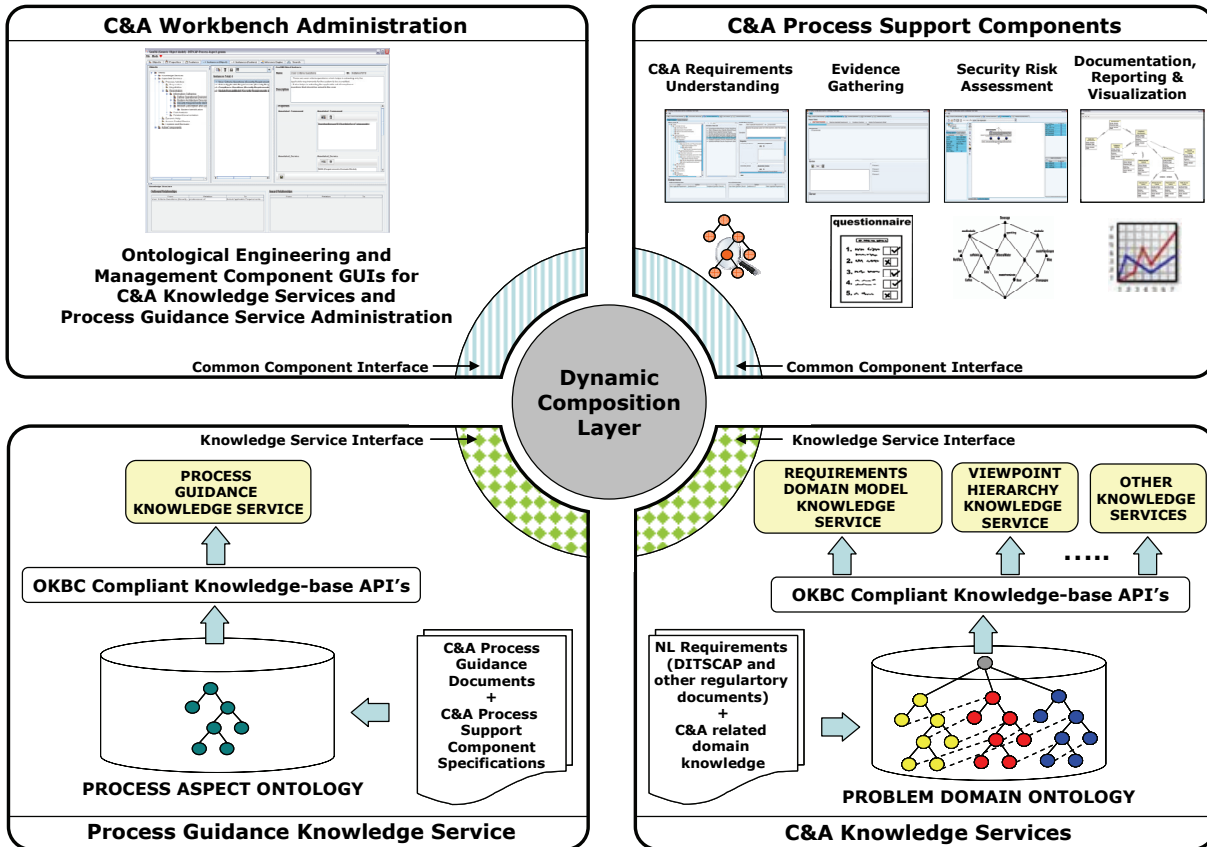 C&A Workbench Administration
Ontological Engineering and
Management Component GUIs for
C&A Knowledge Services and
Process Guidance Service Administration
Common Component Interface
C&A Process Support Components
C&A Requirements
Understanding
Evidence
Gathering
Security Risk
Assessment
Documentation,
Reporting &
Visualization
questionnaire
1.
2.
3.
4.
5.
Common Component Interface
Dynamic
Composition
Layer
Knowledge Service Interface
PROCESS
GUIDANCE
KNOWLEDGE SERVICE
OKBC Compliant Knowledge-base API's
C&A Process
Guidance
Documents
+
C&A Process
Support
Component
Specifications
PROCESS ASPECT ONTOLOGY
Process Guidance Knowledge Service
Knowledge Service Interface
REQUIREMENTS
DOMAIN MODEL
KNOWLEDGE
SERVICE
VIEWPOINT
HIERARCHY
KNOWLEDGE
SERVICE
OTHER
KNOWLEDGE
SERVICES
.....
OKBC Compliant Knowledge-base API's
NL Requirements
(DITSCAP and
other regulartory
documents)
+
C&A related
domain
knowledge
PROBLEM DOMAIN ONTOLOGY
C&A Knowledge Services